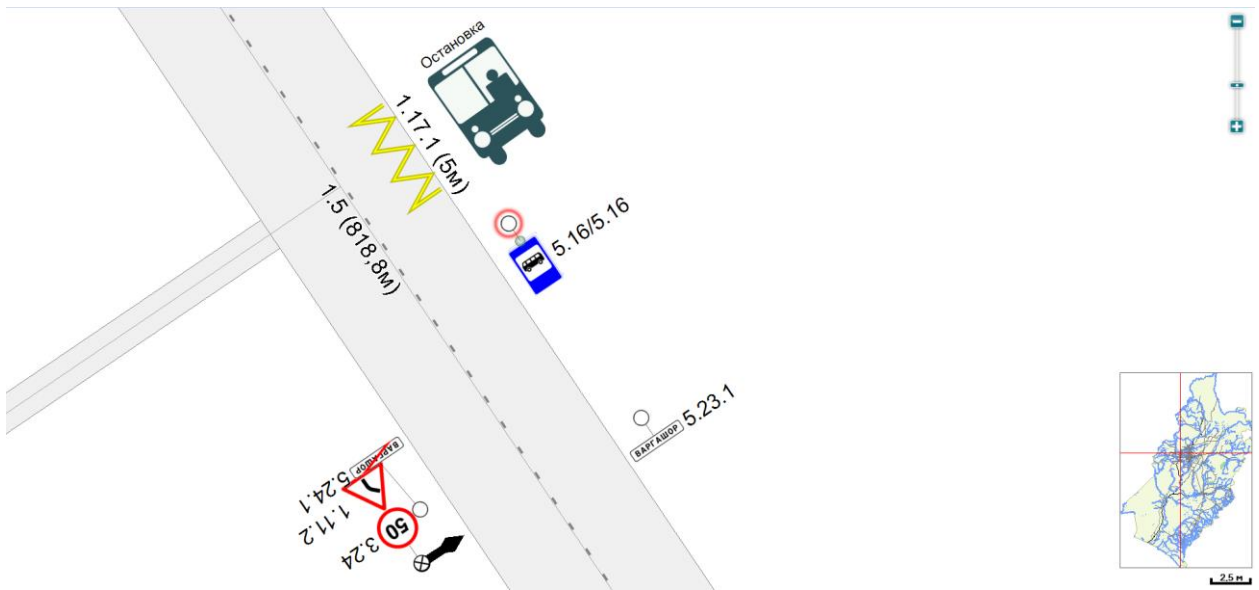 Остановка
1.17.1 (5м)
1.5 (818,8м)
5.16/5.16
5.23.1
ВАРГАШОР
ВАРГАШОР
5.24.1
1.11.2
3.24
50
2,5 м